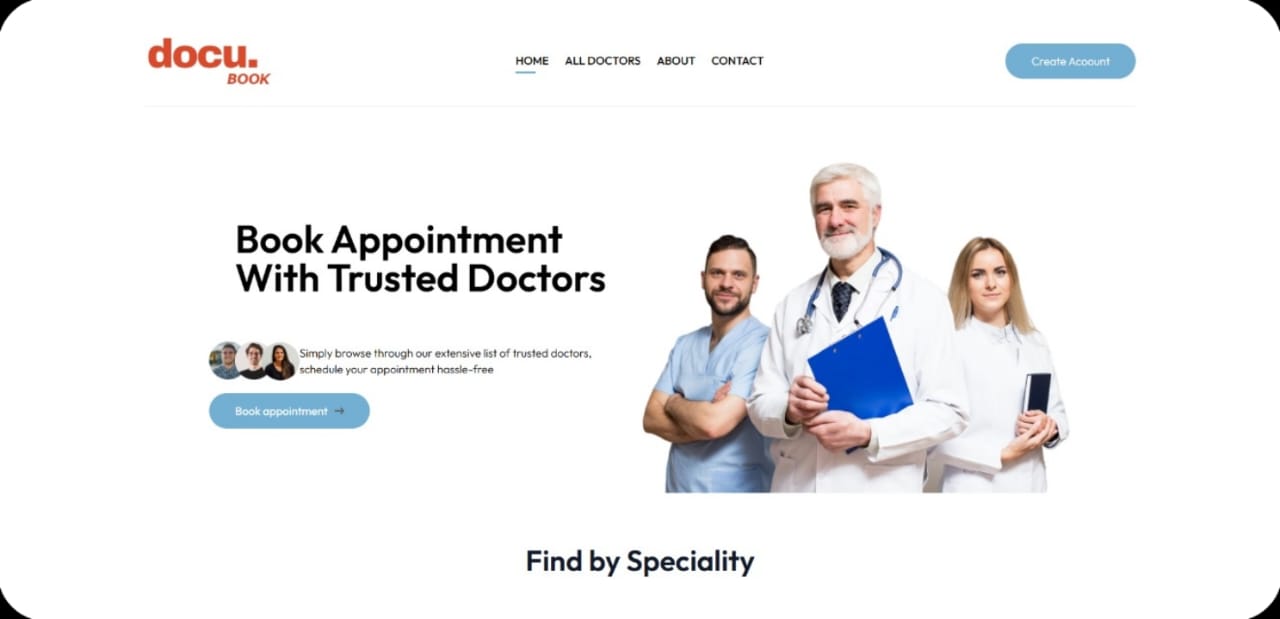 docu.
BOOK
HOME ALL DOCTORS ABOUT CONTACT
Create Acoount
Book Appointment
With Trusted Doctors
Simply browse through our extensive list of trusted doctors,
schedule your appointment hassle-free
Book appointment →
Find by Speciality